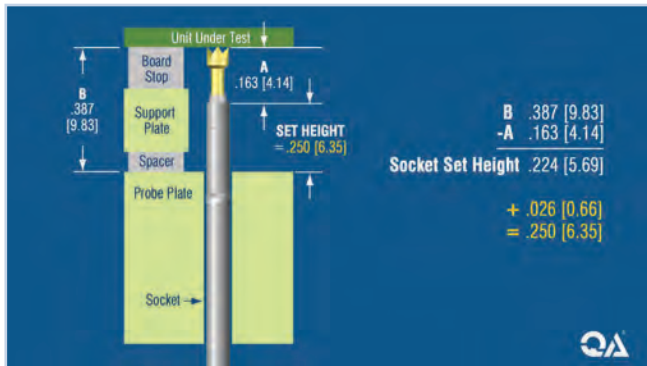 Unit Under Test
Board
Stop
A
.163 [4.14]
B
.387
[9.83]
Support
Plate
SET HEIGHT
= .250 [6.35]
Spacer
Probe Plate
Socket
B .387 [9.83]
-A .163 [4.14]
Socket Set Height .224 [5.69]
+ .026 [0.66]
= .250 [6.35]
QA